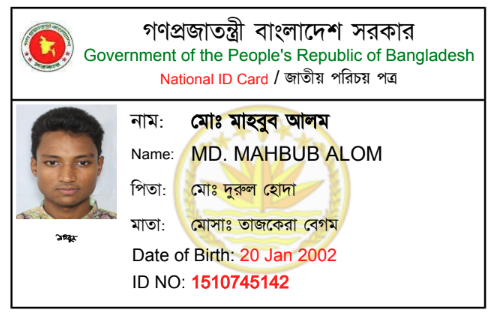 গণপ্রজাতন্ত্রী বাংলাদেশ সরকার
Government of the People's Republic of Bangladesh
National ID Card / জাতীয় পরিচয় পত্র
নাম: মোঃ মাহবুব আলম
Name: MD. MAHBUB ALOM
পিতা: মোঃ দুরুল হোদা
মাতা: মোসাঃ তাজকেরা বেগম
Date of Birth: 20 Jan 2002
ID NO: 1510745142